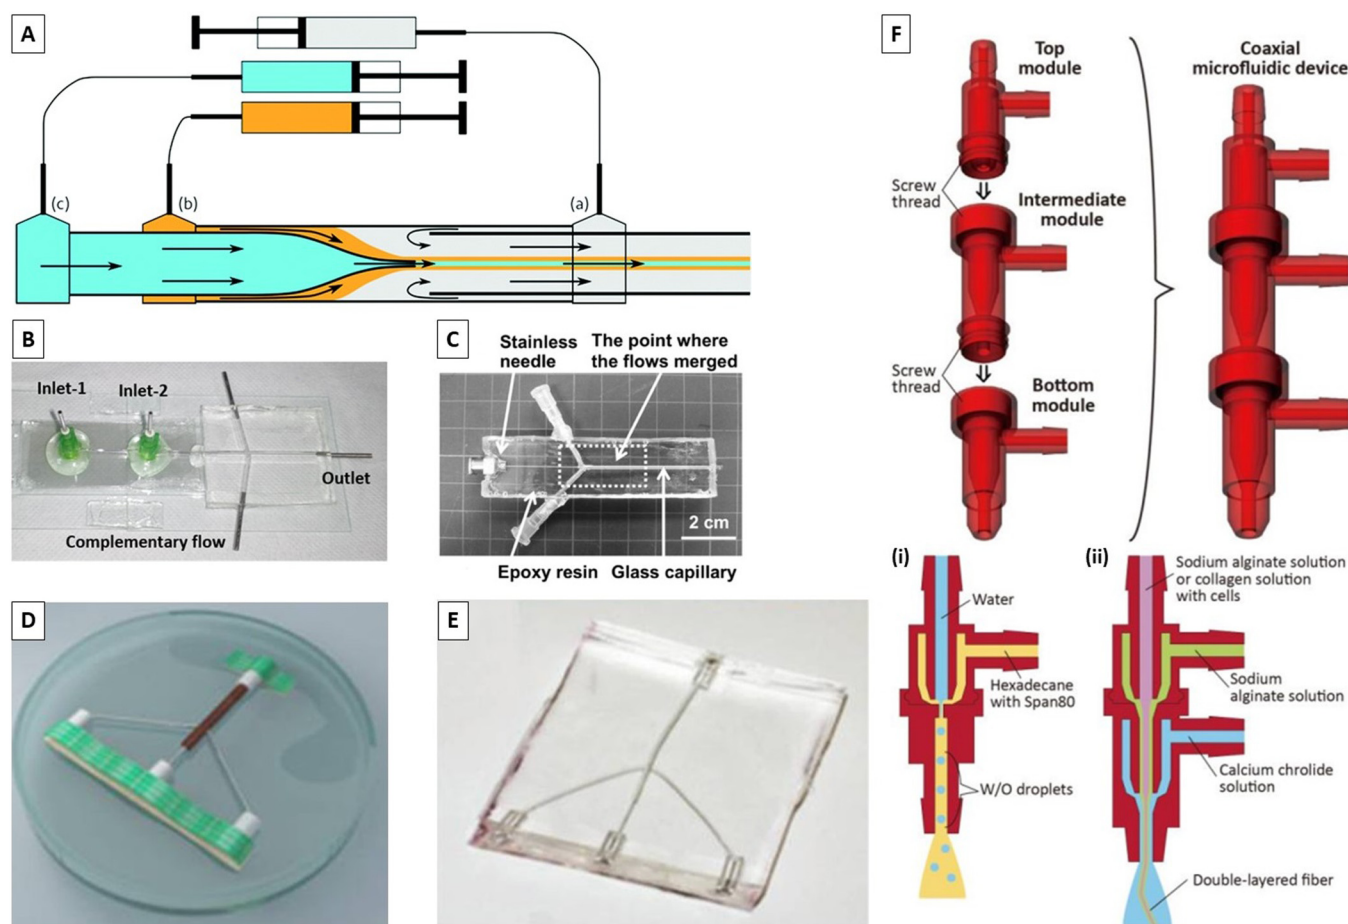 A
(c)
(b)
(a)
B
Inlet-1
Inlet-2
Outlet
Complementary flow
C
Stainless
needle
The point where
the flows merged
2 cm
Epoxy resin
Glass capillary
D
E
F
Top
module
Coaxial
microfluidic device
Screw
thread
Intermediate
module
Screw
thread
Bottom
module
(i)
Water
Hexadecane
with Span80
W/O droplets
(ii)
Sodium alginate solution
or collagen solution
with cells
Sodium
alginate solution
Calcium chrolide
solution
Double-layered fiber